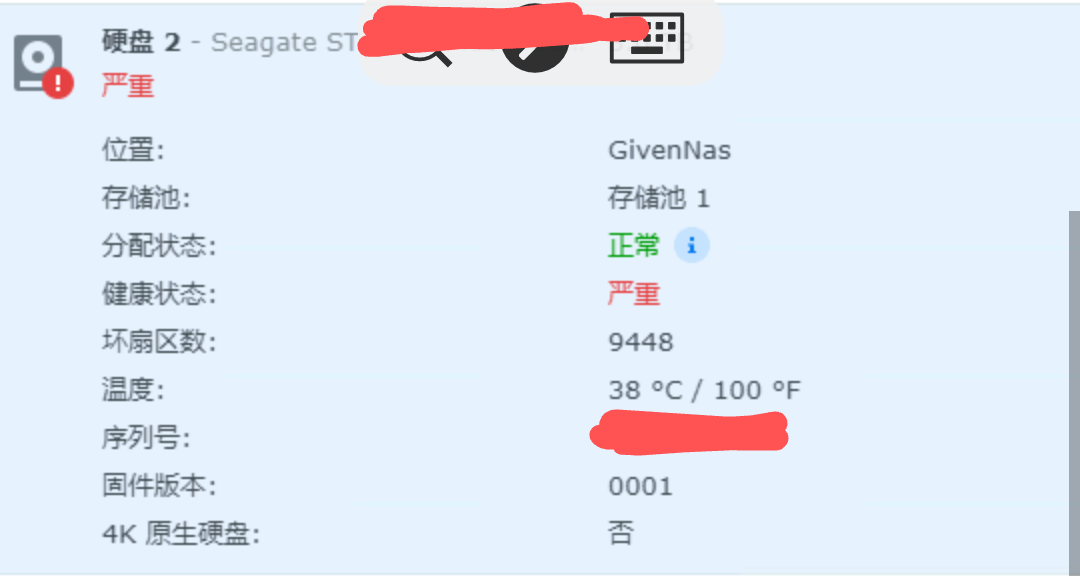 硬盘 2 - Seagate ST
严重
位置: GivenNas
存储池: 存储池 1
分配状态: 正常
健康状态: 严重
坏扇区数: 9448
温度: 38 °C / 100 °F
序列号:
固件版本: 0001
4K 原生硬盘: 否